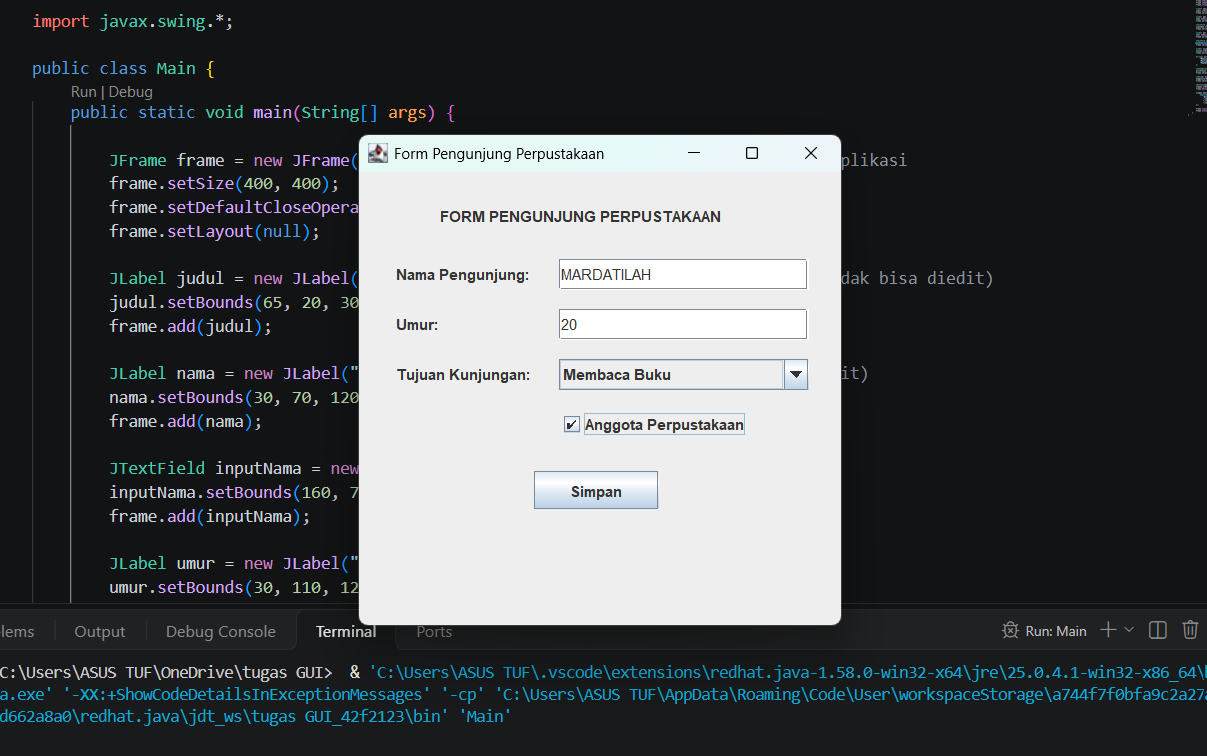 import javax.swing.*;
public class Main {
Run | Debug
public static void main(String[] args) {
JFrame frame = new JFrame( plikasi
frame.setSize(400, 400);
frame.setDefaultCloseOpera
frame.setLayout(null);
JLabel judul = new JLabel( dak bisa diedit)
judul.setBounds(65, 20, 30
frame.add(judul);
JLabel nama = new JLabel(" it)
nama.setBounds(30, 70, 120
frame.add(nama);
JTextField inputNama = new
inputNama.setBounds(160, 7
frame.add(inputNama);
JLabel umur = new JLabel("
umur.setBounds(30, 110, 12
Form Pengunjung Perpustakaan
FORM PENGUNJUNG PERPUSTAKAAN
Nama Pengunjung: MARDATILAH
Umur: 20
Tujuan Kunjungan: Membaca Buku
Anggota Perpustakaan
Simpan
lems Output Debug Console Terminal Ports Run: Main
C:\Users\ASUS TUF\OneDrive\tugas GUI> & 'C:\Users\ASUS TUF\.vscode\extensions\redhat.java-1.58.0-win32-x64\jre\25.0.4.1-win32-x86_64\
a.exe' '-XX:+ShowCodeDetailsInExceptionMessages' '-cp' 'C:\Users\ASUS TUF\AppData\Roaming\Code\User\workspaceStorage\a744f7f0bfa9c2a27a
d662a8a0\redhat.java\jdt_ws\tugas GUI_42f2123\bin' 'Main'